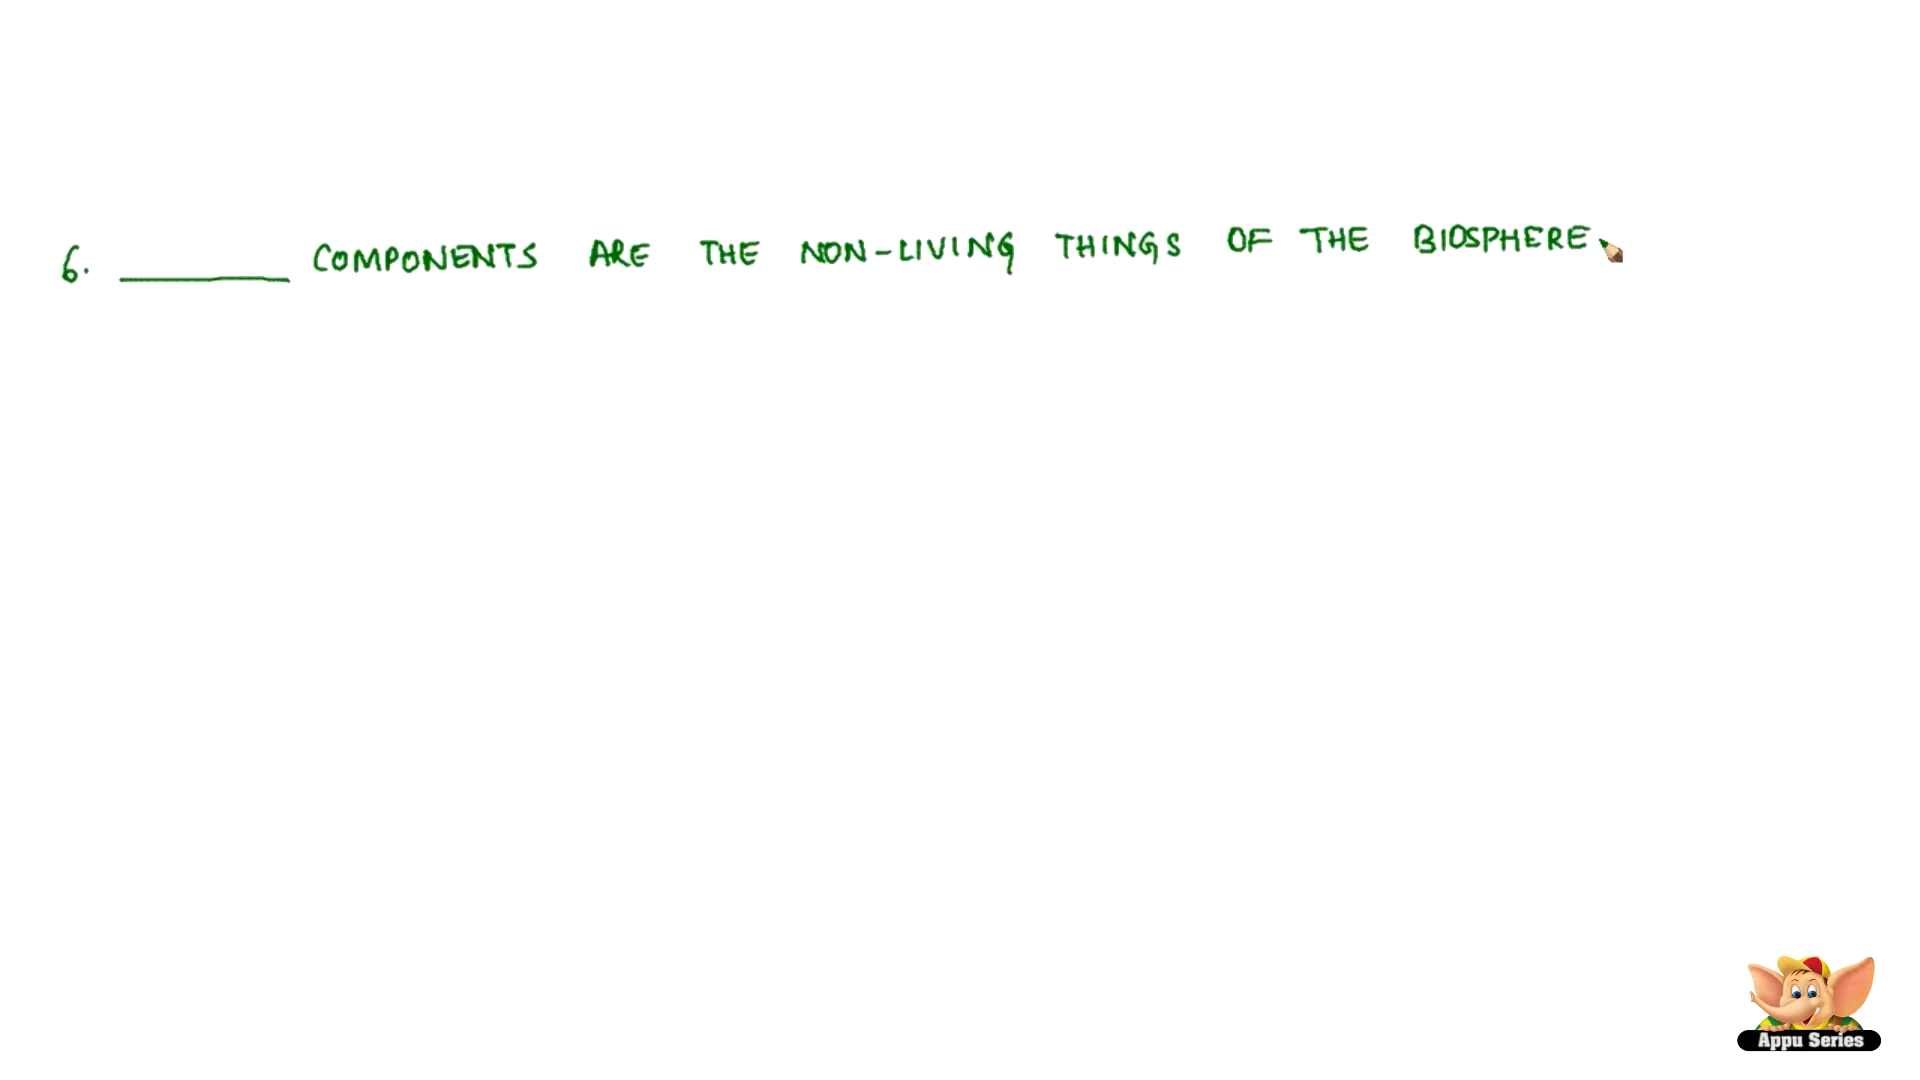 6. ________ COMPONENTS ARE THE NON-LIVING THINGS OF THE BIOSPHERE
Appu Series